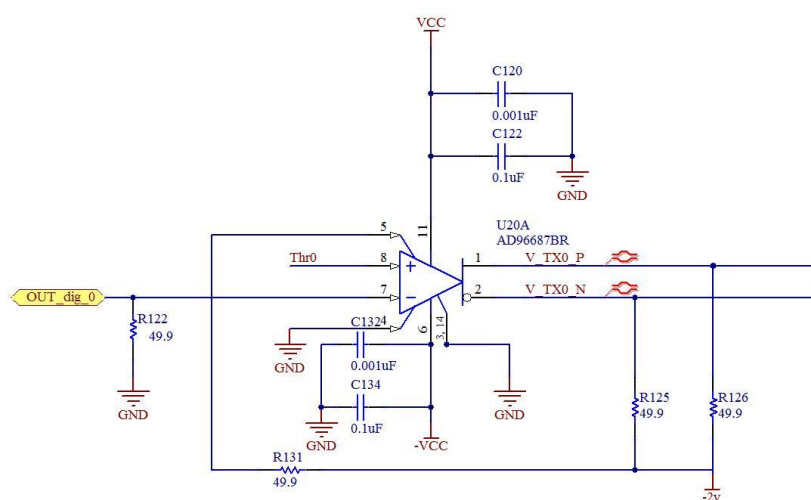 VCC
C120
0.001uF
C122
0.1uF
GND
U20A
AD96687BR
5
11
Thr0
8
+
1
V_TX0_P
OUT_dig_0
7
−
2
V_TX0_N
R122
49.9
GND
4
6
3, 14
C132
0.001uF
GND
C134
0.1uF
GND
GND
-VCC
R125
49.9
R126
49.9
R131
49.9
-2v